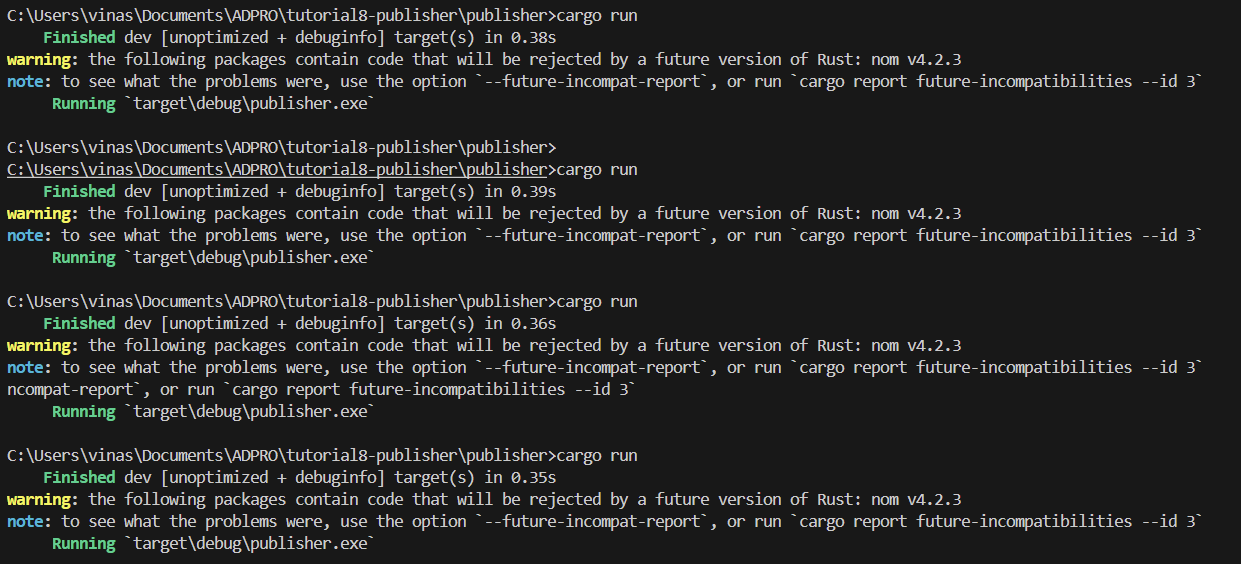 C:\Users\vinas\Documents\ADPRO\tutorial8-publisher\publisher>cargo run
    Finished dev [unoptimized + debuginfo] target(s) in 0.38s
warning: the following packages contain code that will be rejected by a future version of Rust: nom v4.2.3
note: to see what the problems were, use the option `--future-incompat-report`, or run `cargo report future-incompatibilities --id 3`
     Running `target\debug\publisher.exe`

C:\Users\vinas\Documents\ADPRO\tutorial8-publisher\publisher>
C:\Users\vinas\Documents\ADPRO\tutorial8-publisher\publisher>cargo run
    Finished dev [unoptimized + debuginfo] target(s) in 0.39s
warning: the following packages contain code that will be rejected by a future version of Rust: nom v4.2.3
note: to see what the problems were, use the option `--future-incompat-report`, or run `cargo report future-incompatibilities --id 3`
     Running `target\debug\publisher.exe`

C:\Users\vinas\Documents\ADPRO\tutorial8-publisher\publisher>cargo run
    Finished dev [unoptimized + debuginfo] target(s) in 0.36s
warning: the following packages contain code that will be rejected by a future version of Rust: nom v4.2.3
note: to see what the problems were, use the option `--future-incompat-report`, or run `cargo report future-incompatibilities --id 3`
ncompat-report`, or run `cargo report future-incompatibilities --id 3`
     Running `target\debug\publisher.exe`

C:\Users\vinas\Documents\ADPRO\tutorial8-publisher\publisher>cargo run
    Finished dev [unoptimized + debuginfo] target(s) in 0.35s
warning: the following packages contain code that will be rejected by a future version of Rust: nom v4.2.3
note: to see what the problems were, use the option `--future-incompat-report`, or run `cargo report future-incompatibilities --id 3`
     Running `target\debug\publisher.exe`